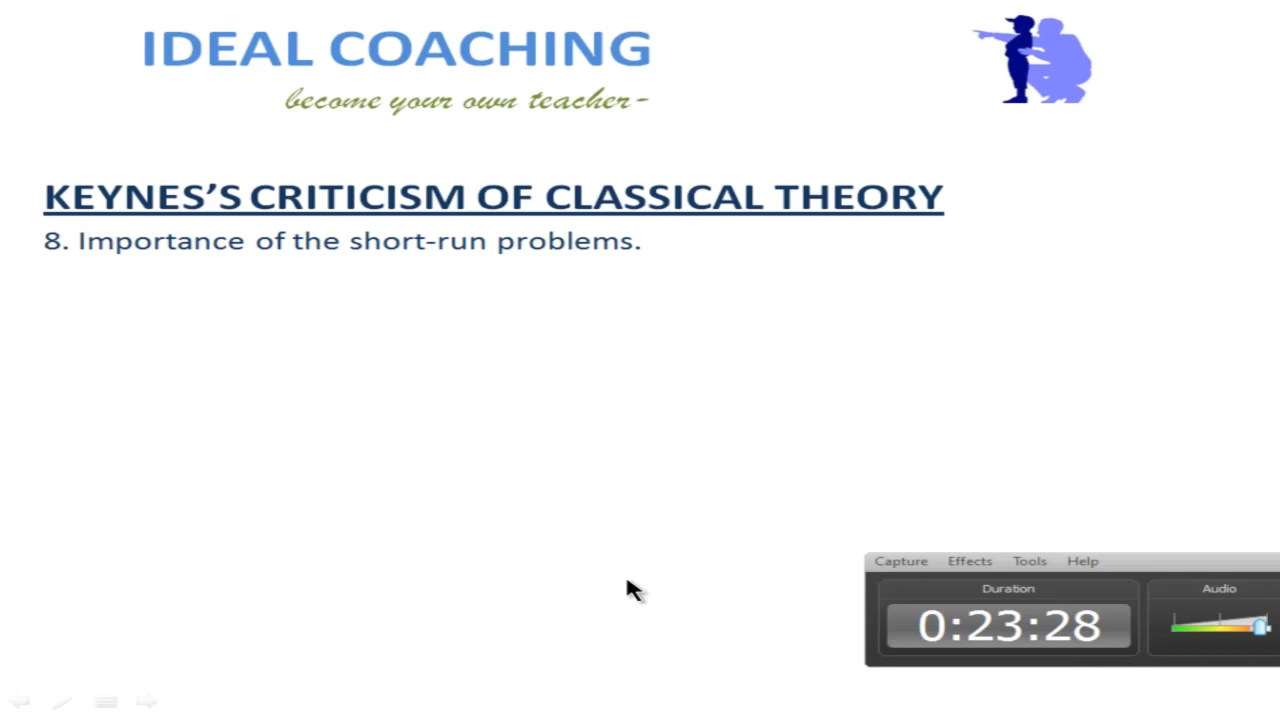 IDEAL COACHING
become your own teacher-
KEYNES’S CRITICISM OF CLASSICAL THEORY
8. Importance of the short-run problems.
Capture Effects Tools Help
Duration Audio
0:23:28